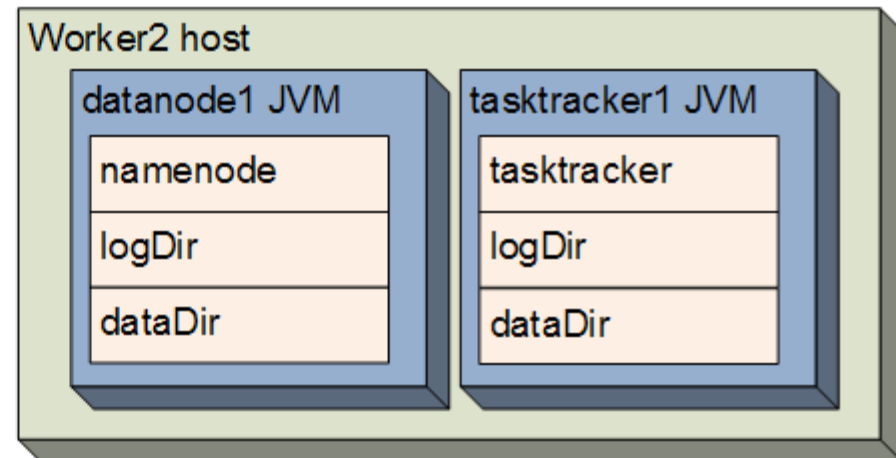 Worker2 host
datanode1 JVM
namenode
logDir
dataDir
tasktracker1 JVM
tasktracker
logDir
dataDir